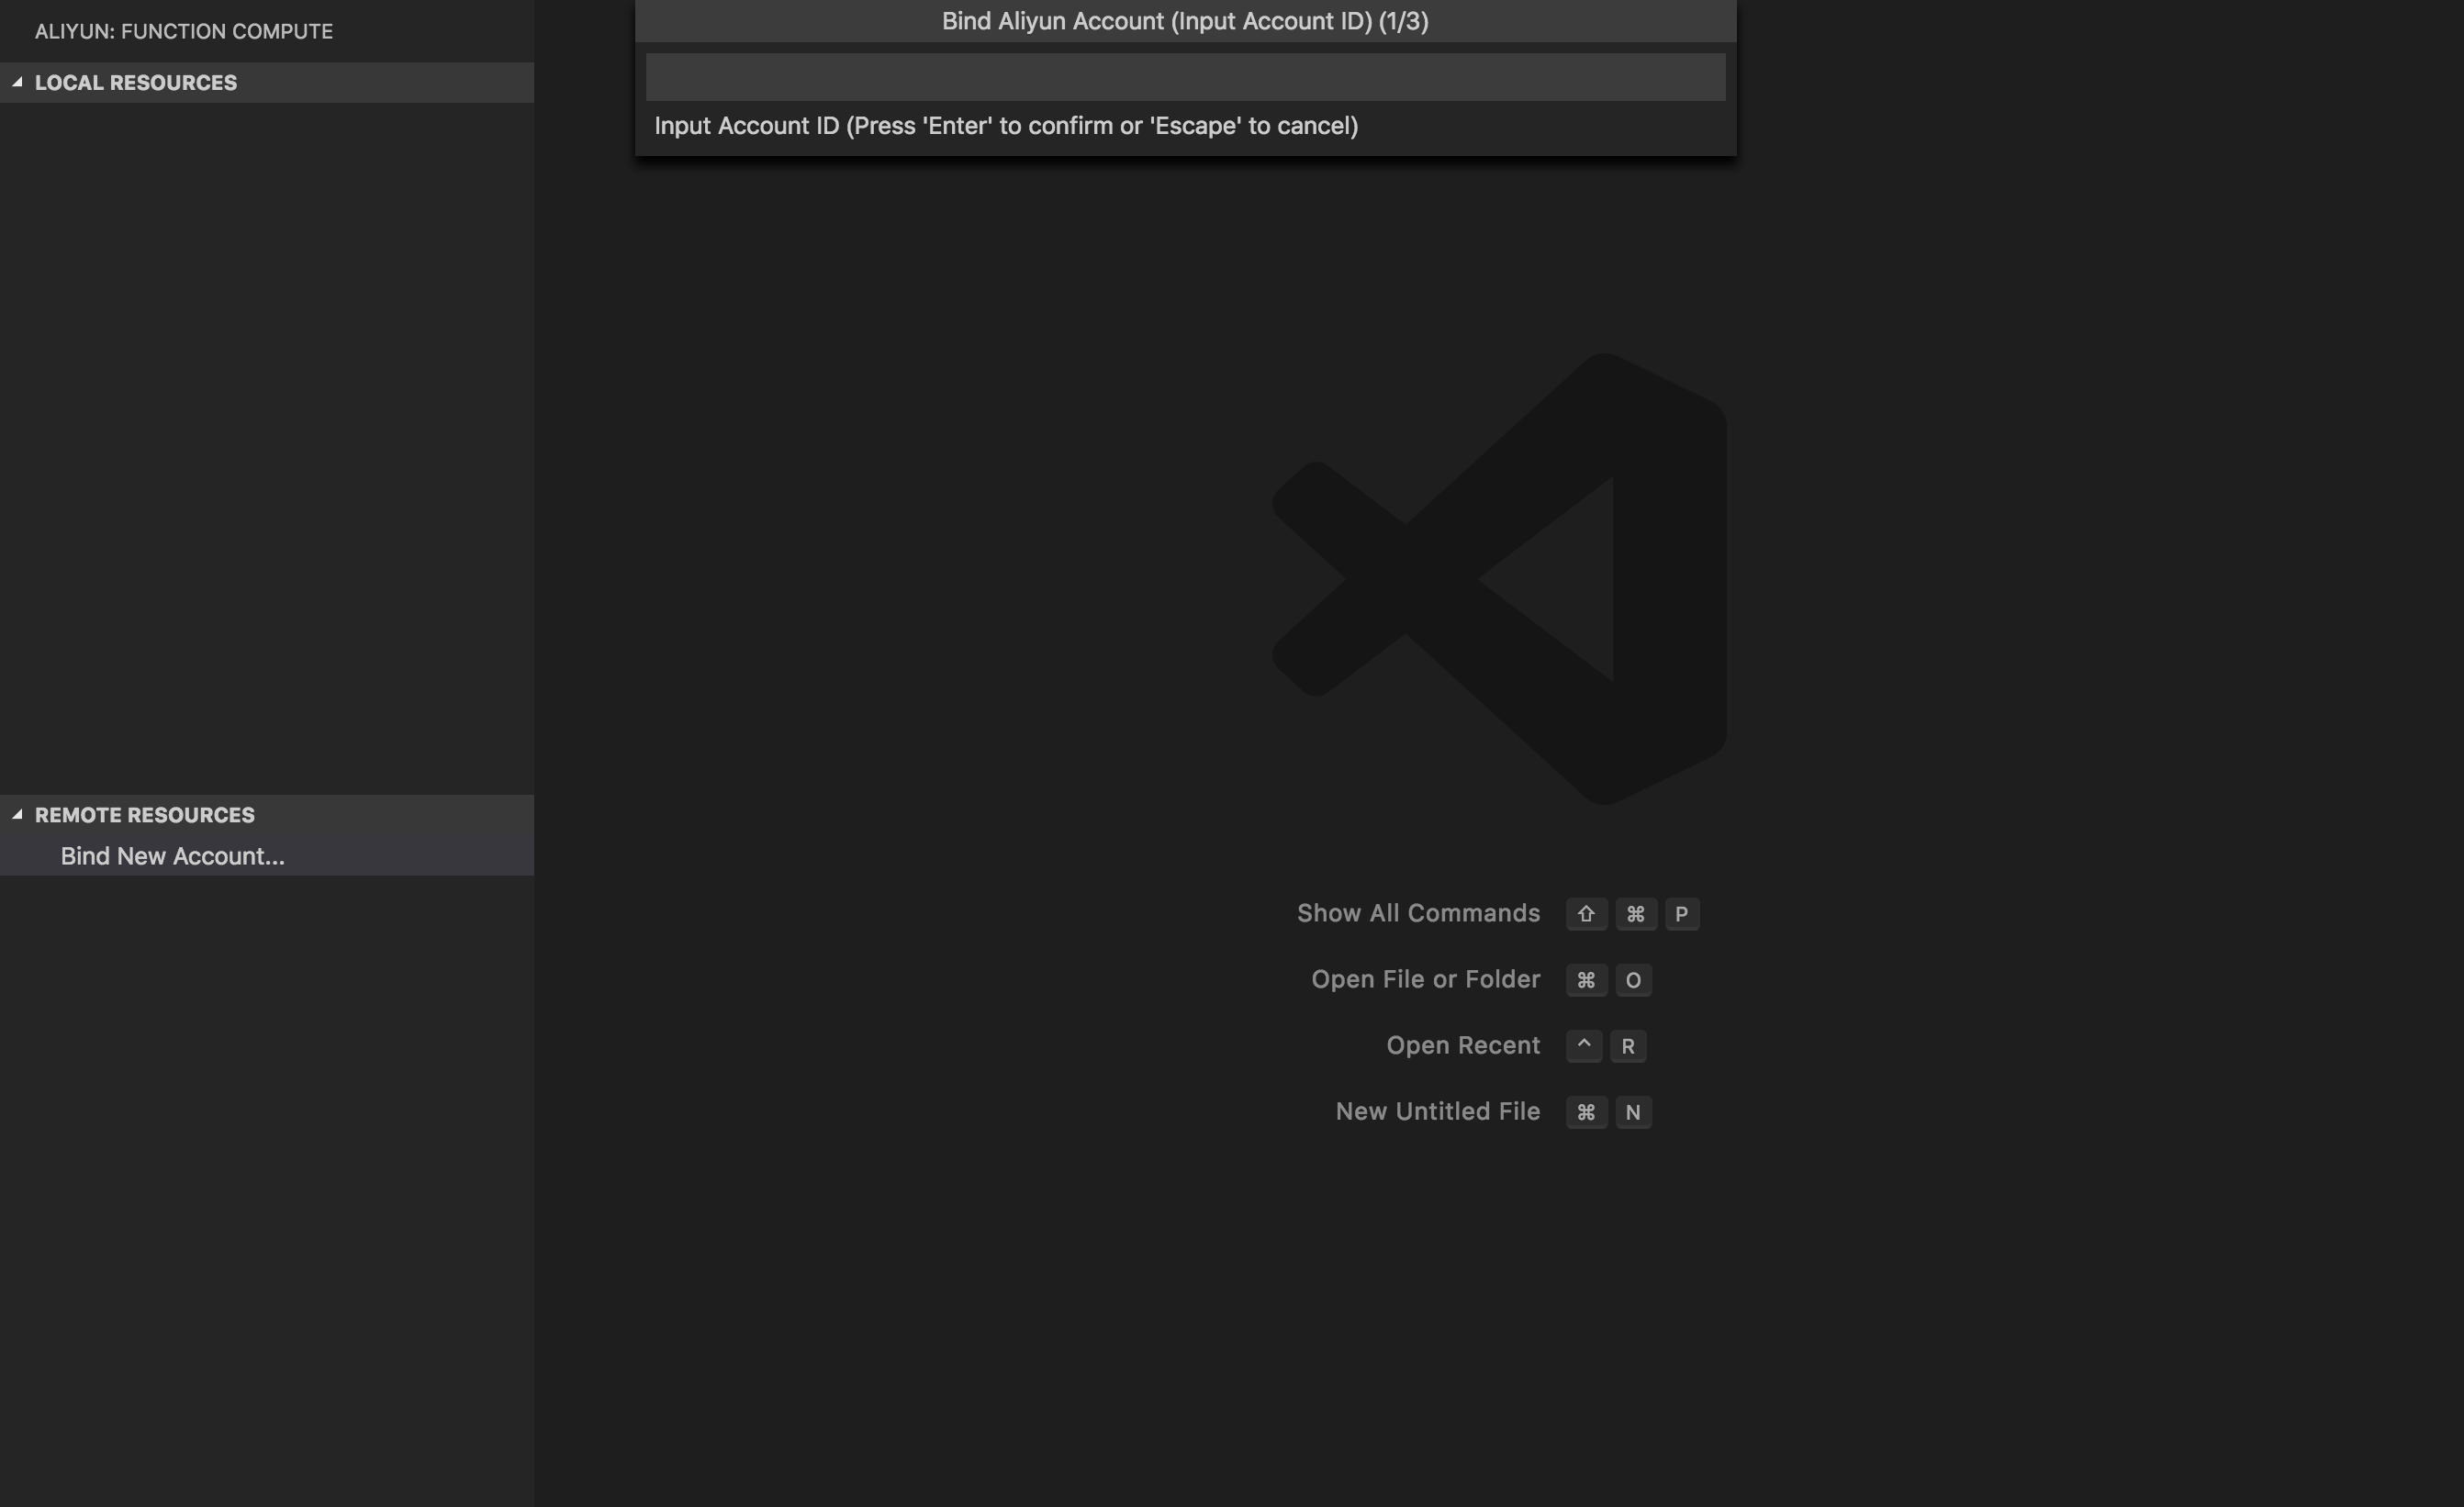 ALIYUN: FUNCTION COMPUTE
LOCAL RESOURCES
REMOTE RESOURCES
Bind New Account...
Bind Aliyun Account (Input Account ID) (1/3)
Input Account ID (Press 'Enter' to confirm or 'Escape' to cancel)
Show All Commands ⇧ ⌘ P
Open File or Folder ⌘ O
Open Recent ^ R
New Untitled File ⌘ N